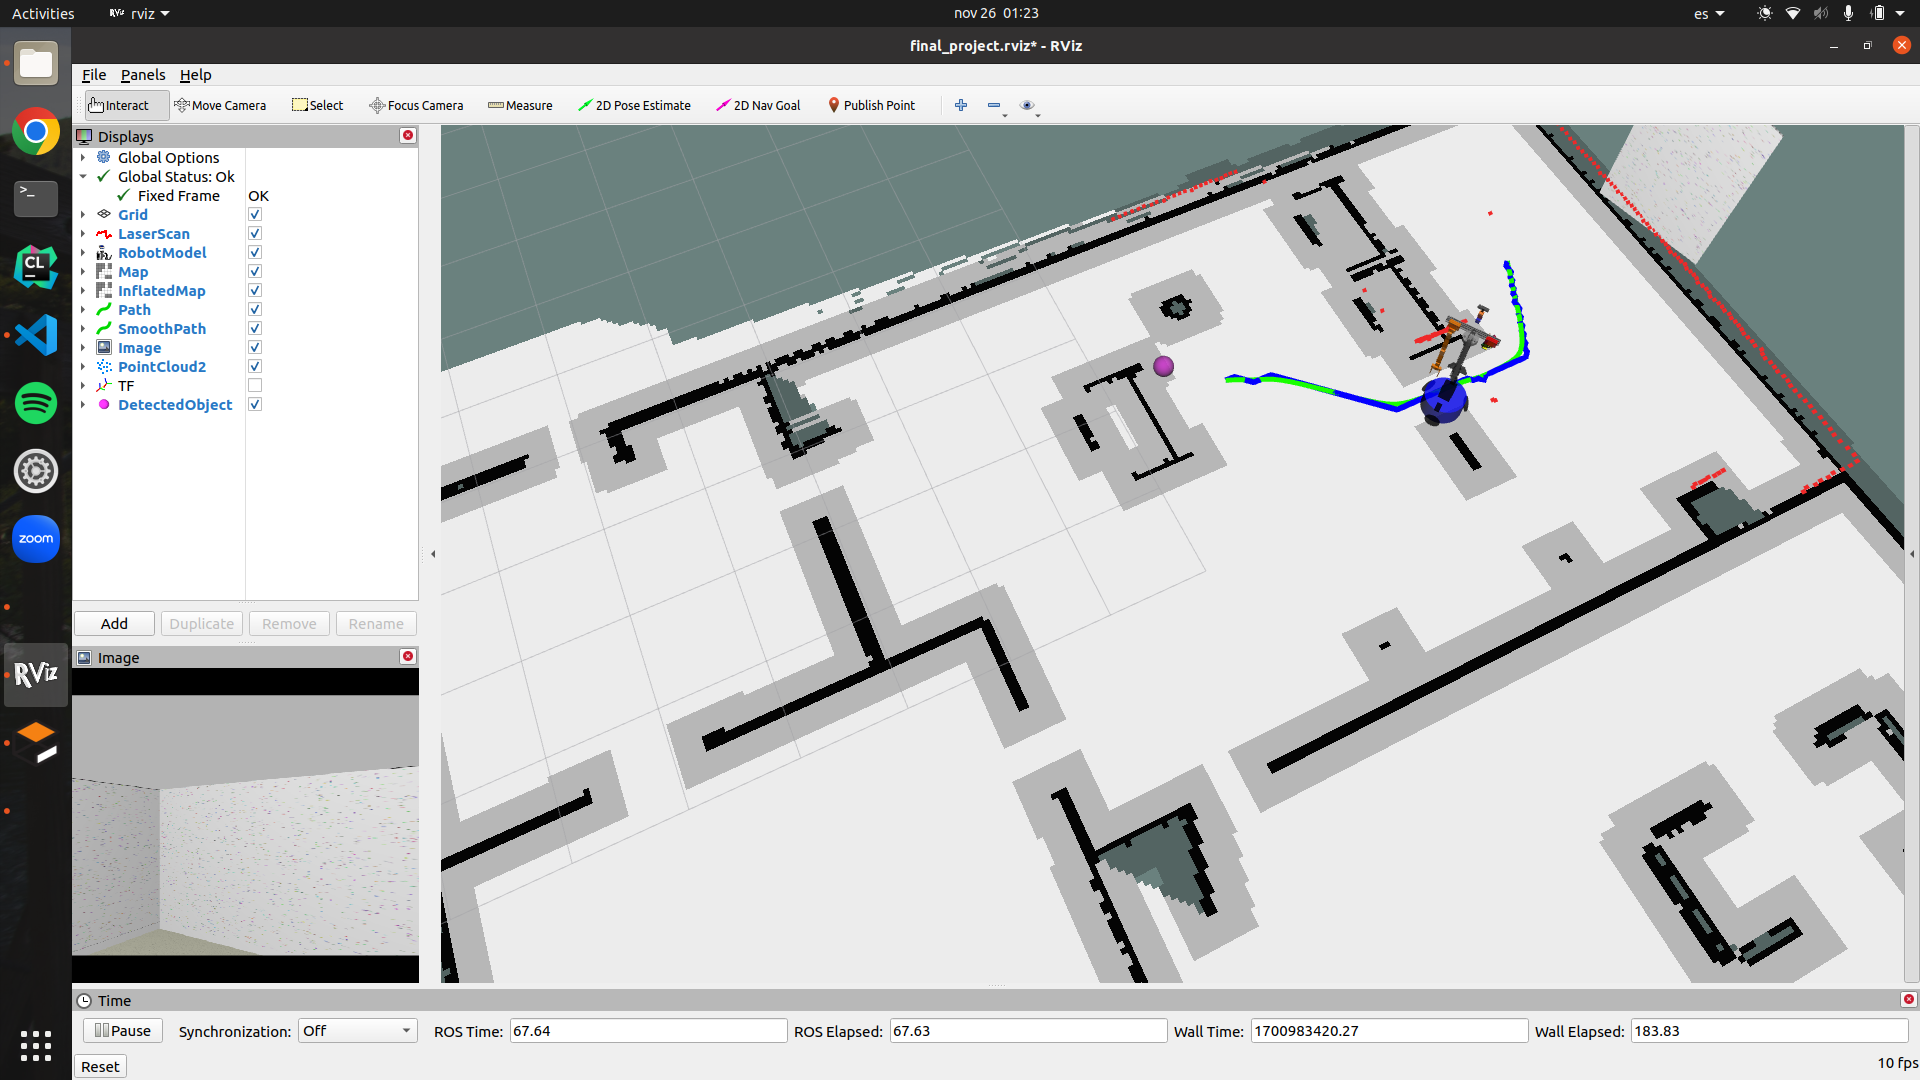 Activities rviz nov 26 01:23 es
final_project.rviz* - RViz
File Panels Help
Interact Move Camera Select Focus Camera Measure 2D Pose Estimate 2D Nav Goal Publish Point
Displays
Global Options
Global Status: Ok
Fixed Frame OK
Grid
LaserScan
RobotModel
Map
InflatedMap
Path
SmoothPath
Image
PointCloud2
TF
DetectedObject
Add Duplicate Remove Rename
Image
>_
CL
zoom
RViz
Time
Pause Synchronization: Off ROS Time: 67.64 ROS Elapsed: 67.63 Wall Time: 1700983420.27 Wall Elapsed: 183.83
Reset 10 fps